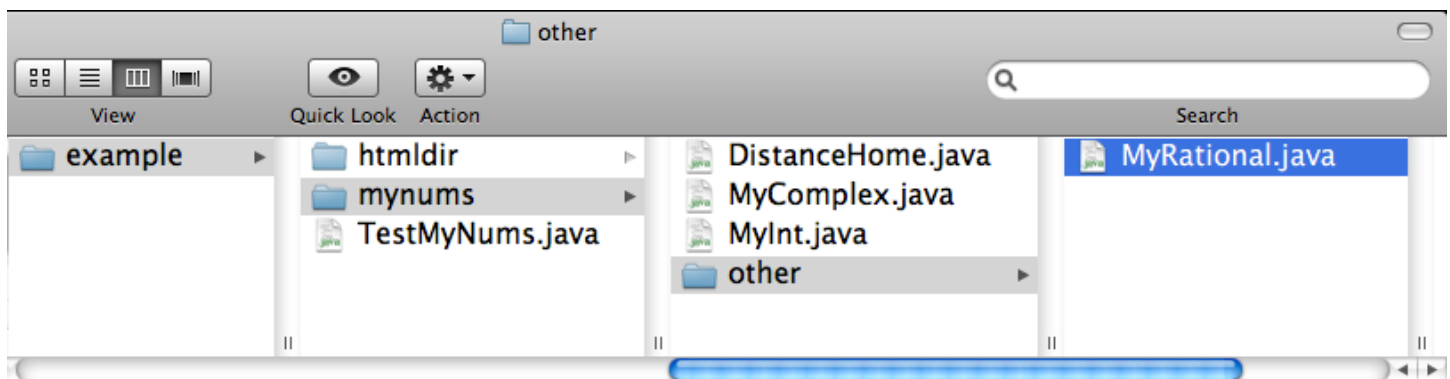 other
View
Quick Look
Action
Search
example
htmldir
mynums
TestMyNums.java
DistanceHome.java
MyComplex.java
MyInt.java
other
MyRational.java